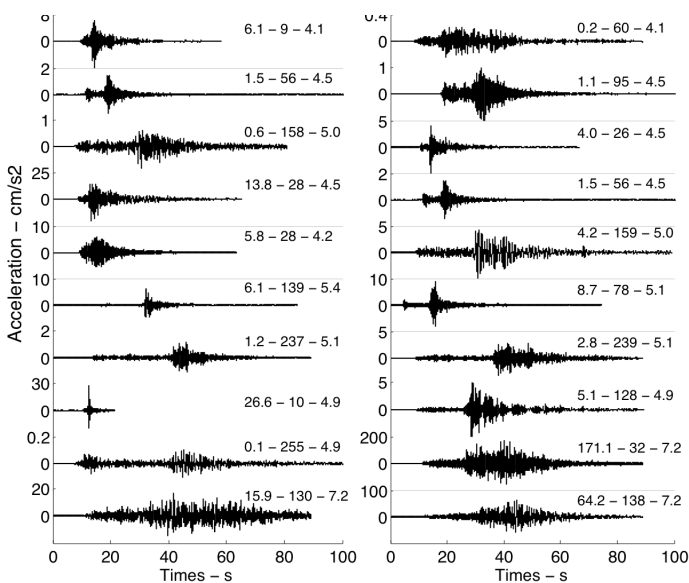 8
0
6.1 – 9 – 4.1
2
0
1.5 – 56 – 4.5
1
0
0.6 – 158 – 5.0
25
0
13.8 – 28 – 4.5
10
0
5.8 – 28 – 4.2
10
0
6.1 – 139 – 5.4
2
0
1.2 – 237 – 5.1
30
0
26.6 – 10 – 4.9
0.2
0
0.1 – 255 – 4.9
20
0
15.9 – 130 – 7.2
0 20 40 60 80 100
Times – s
Acceleration – cm/s2
0.4
0
0.2 – 60 – 4.1
1
0
1.1 – 95 – 4.5
5
0
4.0 – 26 – 4.5
2
0
1.5 – 56 – 4.5
5
0
4.2 – 159 – 5.0
10
0
8.7 – 78 – 5.1
5
0
2.8 – 239 – 5.1
5
0
5.1 – 128 – 4.9
200
0
171.1 – 32 – 7.2
100
0
64.2 – 138 – 7.2
0 20 40 60 80 100
Times – s